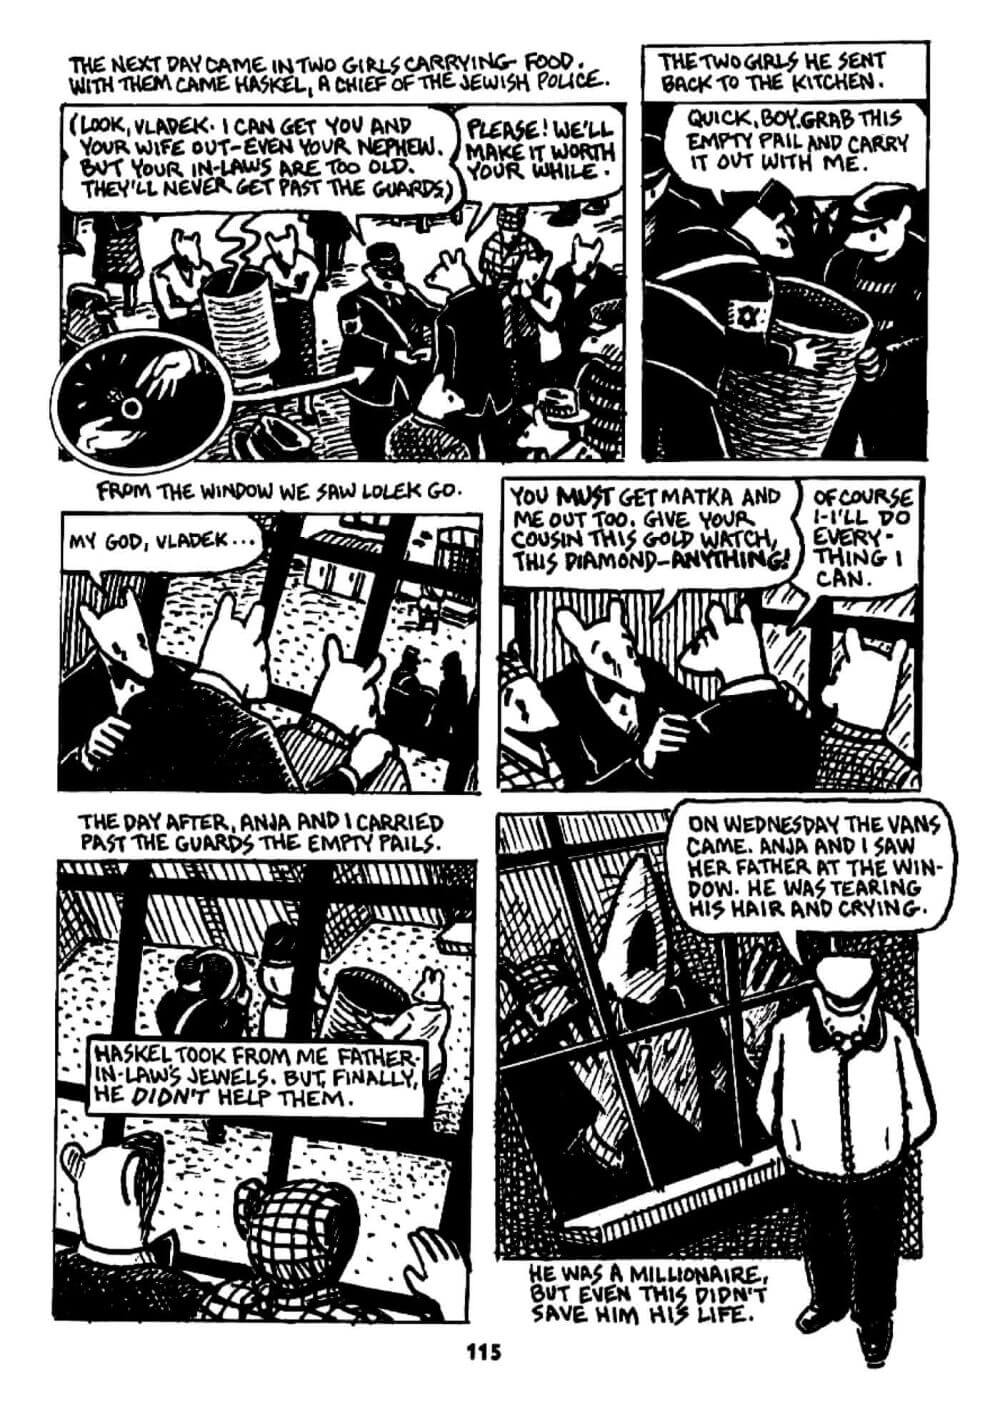 THE NEXT DAY CAME IN TWO GIRLS CARRYING FOOD.
WITH THEM CAME HASKEL, A CHIEF OF THE JEWISH POLICE.
(LOOK, VLADEK. I CAN GET YOU AND
YOUR WIFE OUT–EVEN YOUR NEPHEW.
BUT YOUR IN-LAWS ARE TOO OLD.
THEY'LL NEVER GET PAST THE GUARDS.)
PLEASE! WE'LL
MAKE IT WORTH
YOUR WHILE.
THE TWO GIRLS HE SENT
BACK TO THE KITCHEN.
QUICK, BOY. GRAB THIS
EMPTY PAIL AND CARRY
IT OUT WITH ME.
FROM THE WINDOW WE SAW LOLEK GO.
MY GOD, VLADEK...
YOU MUST GET MATKA AND
ME OUT TOO. GIVE YOUR
COUSIN THIS GOLD WATCH,
THIS DIAMOND–ANYTHING!
OF COURSE
I-I'LL DO
EVERY-
THING I
CAN.
THE DAY AFTER, ANJA AND I CARRIED
PAST THE GUARDS THE EMPTY PAILS.
HASKEL TOOK FROM ME FATHER-
IN-LAW'S JEWELS. BUT, FINALLY,
HE DIDN'T HELP THEM.
ON WEDNESDAY THE VANS
CAME. ANJA AND I SAW
HER FATHER AT THE WIN-
DOW. HE WAS TEARING
HIS HAIR AND CRYING.
HE WAS A MILLIONAIRE,
BUT EVEN THIS DIDN'T
SAVE HIM HIS LIFE.
115